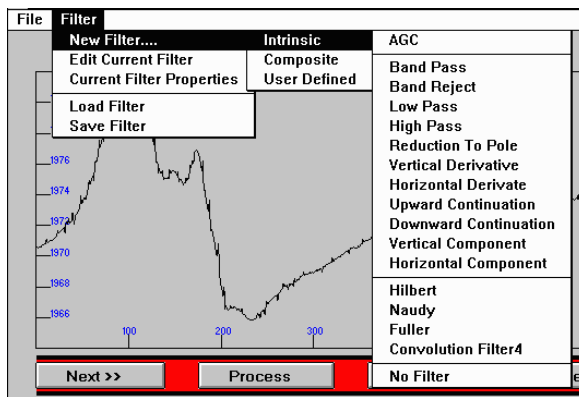 File Filter
New Filter....
Edit Current Filter
Current Filter Properties
Load Filter
Save Filter
Intrinsic
Composite
User Defined
AGC
Band Pass
Band Reject
Low Pass
High Pass
Reduction To Pole
Vertical Derivative
Horizontal Derivate
Upward Continuation
Downward Continuation
Vertical Component
Horizontal Component
Hilbert
Naudy
Fuller
Convolution Filter4
No Filter
1976
1974
1972
1970
1968
1966
100 200 300
Next >> Process